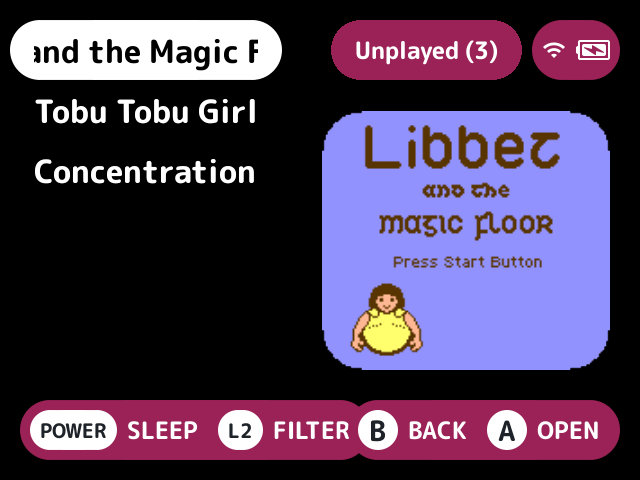 and the Magic F
Unplayed (3)
Tobu Tobu Girl
Concentration
Libbet
and the
magic floor
Press Start Button
POWER SLEEP L2 FILTER B BACK A OPEN